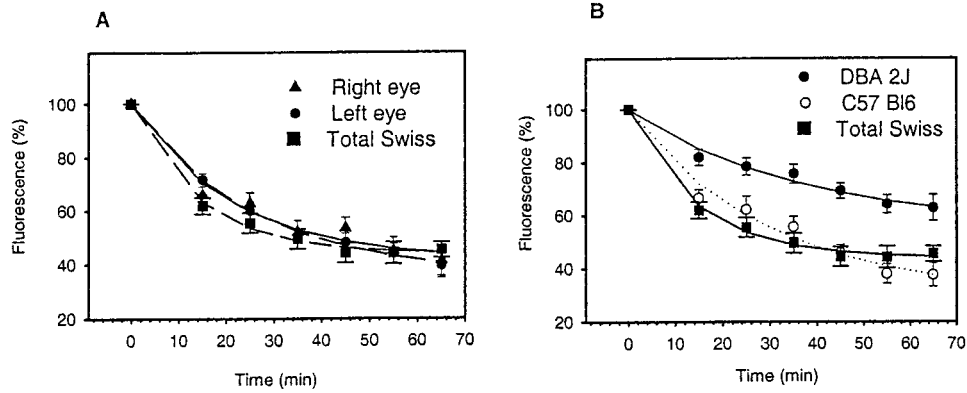 A
Right eye
Left eye
Total Swiss
Fluorescence (%)
100
80
60
40
20
0 10 20 30 40 50 60 70
Time (min)
B
DBA 2J
C57 Bl6
Total Swiss
Fluorescence (%)
100
80
60
40
20
0 10 20 30 40 50 60 70
Time (min)